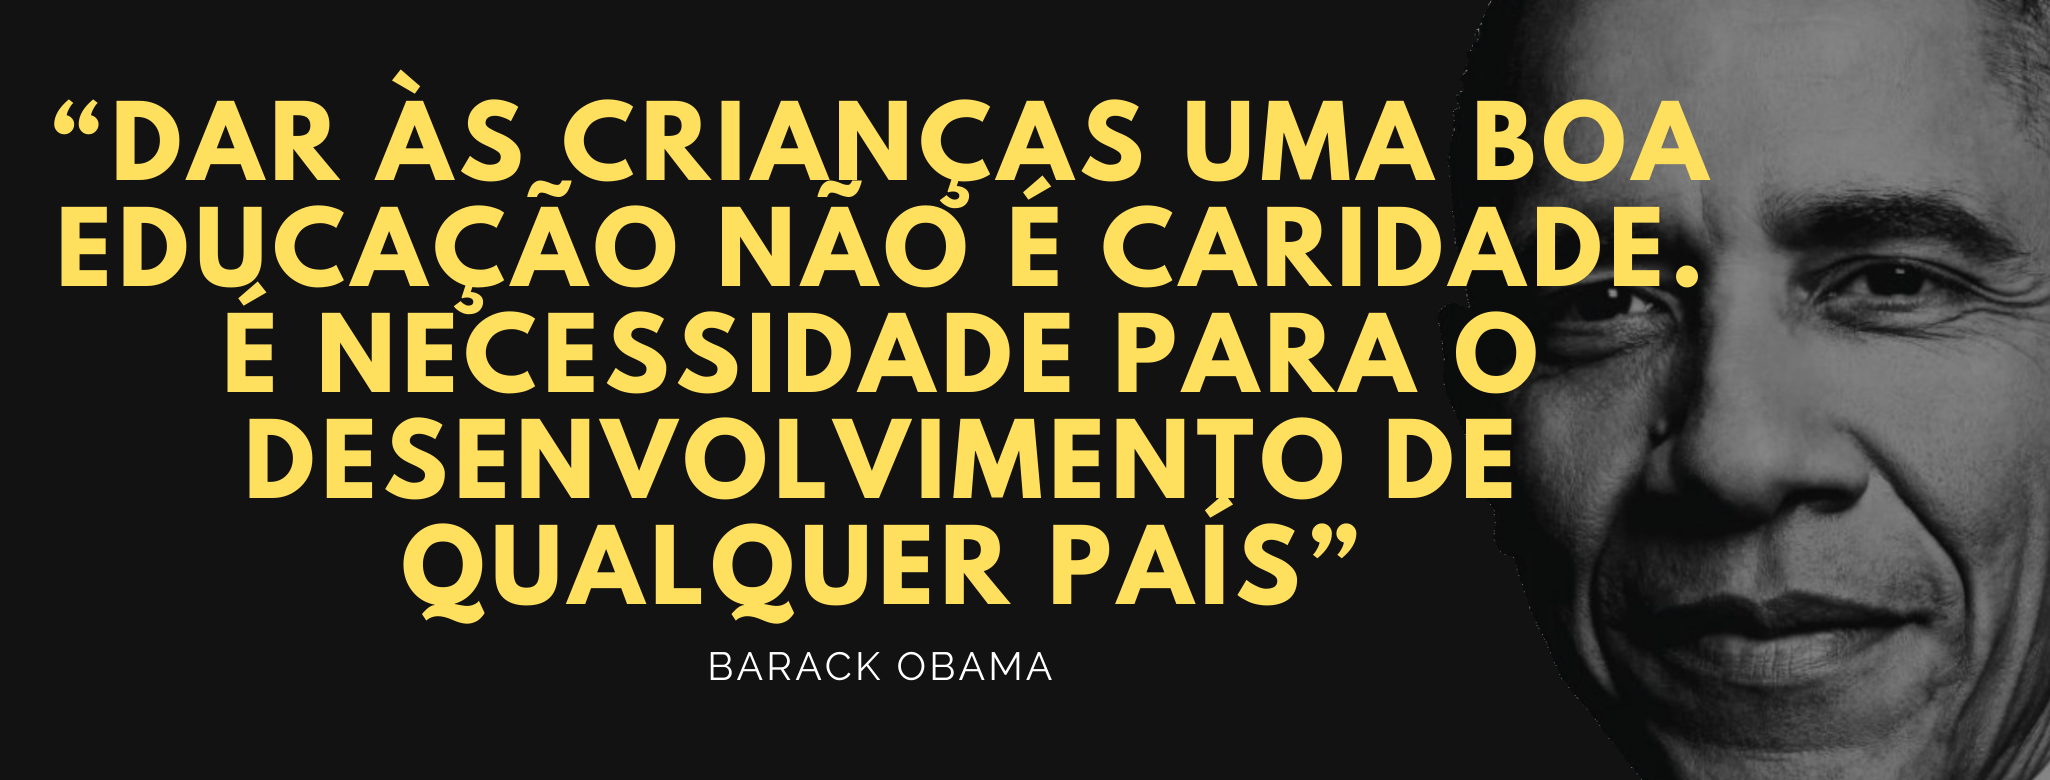 “DAR ÀS CRIANÇAS UMA BOA
EDUCAÇÃO NÃO É CARIDADE.
É NECESSIDADE PARA O
DESENVOLVIMENTO DE
QUALQUER PAÍS”
BARACK OBAMA